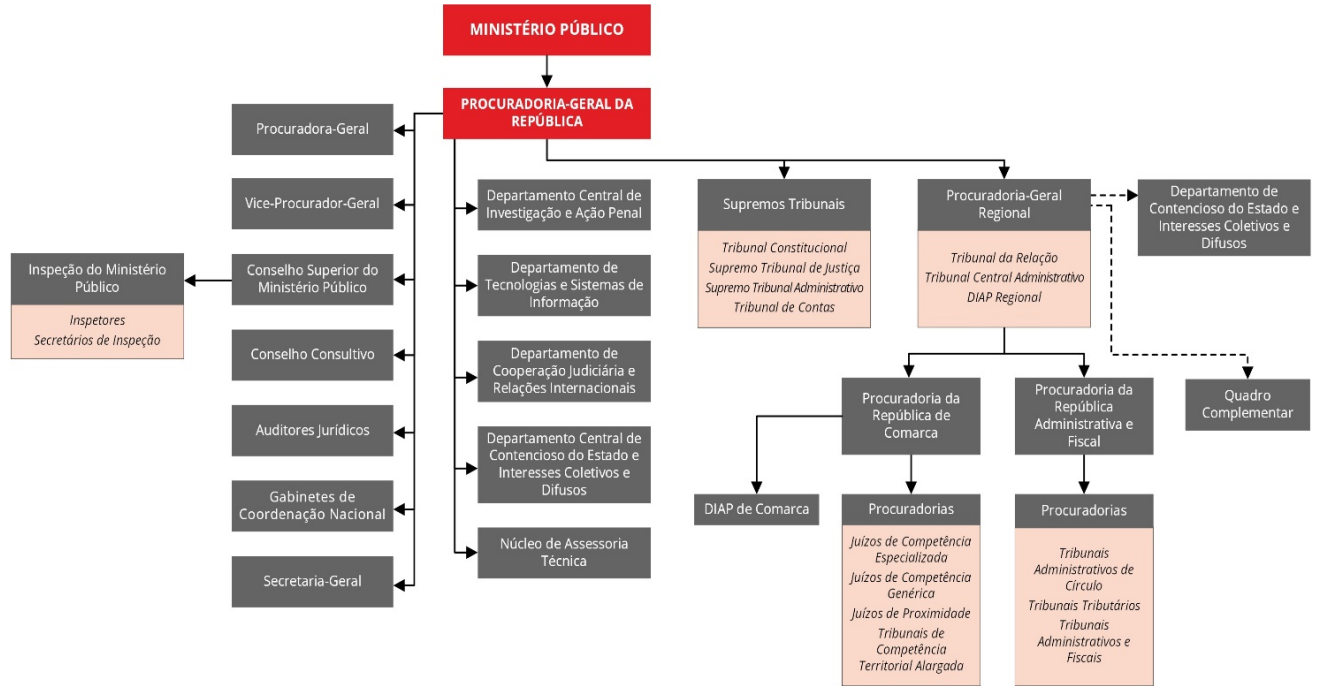 MINISTÉRIO PÚBLICO
PROCURADORIA-GERAL DA
REPÚBLICA
Procuradora-Geral
Vice-Procurador-Geral
Conselho Superior do
Ministério Público
Inspeção do Ministério
Público
Inspetores
Secretários de Inspeção
Conselho Consultivo
Auditores Jurídicos
Gabinetes de
Coordenação Nacional
Secretaria-Geral
Departamento Central de
Investigação e Ação Penal
Departamento de
Tecnologias e Sistemas de
Informação
Departamento de
Cooperação Judiciária e
Relações Internacionais
Departamento Central de
Contencioso do Estado e
Interesses Coletivos e
Difusos
Núcleo de Assessoria
Técnica
Supremos Tribunais
Tribunal Constitucional
Supremo Tribunal de Justiça
Supremo Tribunal Administrativo
Tribunal de Contas
Procuradoria-Geral
Regional
Tribunal da Relação
Tribunal Central Administrativo
DIAP Regional
Departamento de
Contencioso do Estado e
Interesses Coletivos e
Difusos
Quadro
Complementar
Procuradoria da
República de
Comarca
Procuradoria da
República
Administrativa e
Fiscal
DIAP de Comarca
Procuradorias
Juízos de Competência
Especializada
Juízos de Competência
Genérica
Juízos de Proximidade
Tribunais de
Competência
Territorial Alargada
Procuradorias
Tribunais
Administrativos de
Círculo
Tribunais Tributários
Tribunais
Administrativos e
Fiscais